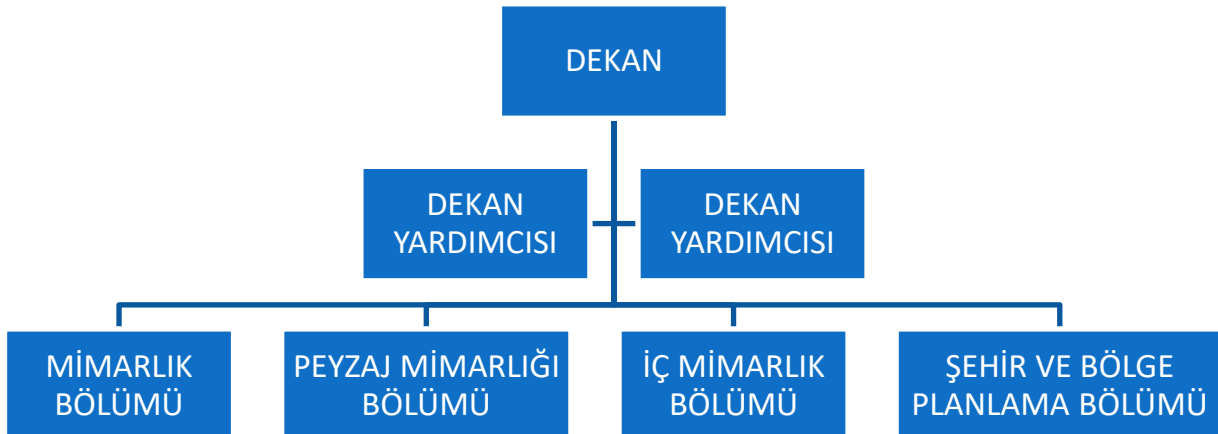 DEKAN
DEKAN
YARDIMCISI
DEKAN
YARDIMCISI
MİMARLIK
BÖLÜMÜ
PEYZAJ MİMARLIĞI
BÖLÜMÜ
İÇ MİMARLIK
BÖLÜMÜ
ŞEHİR VE BÖLGE
PLANLAMA BÖLÜMÜ